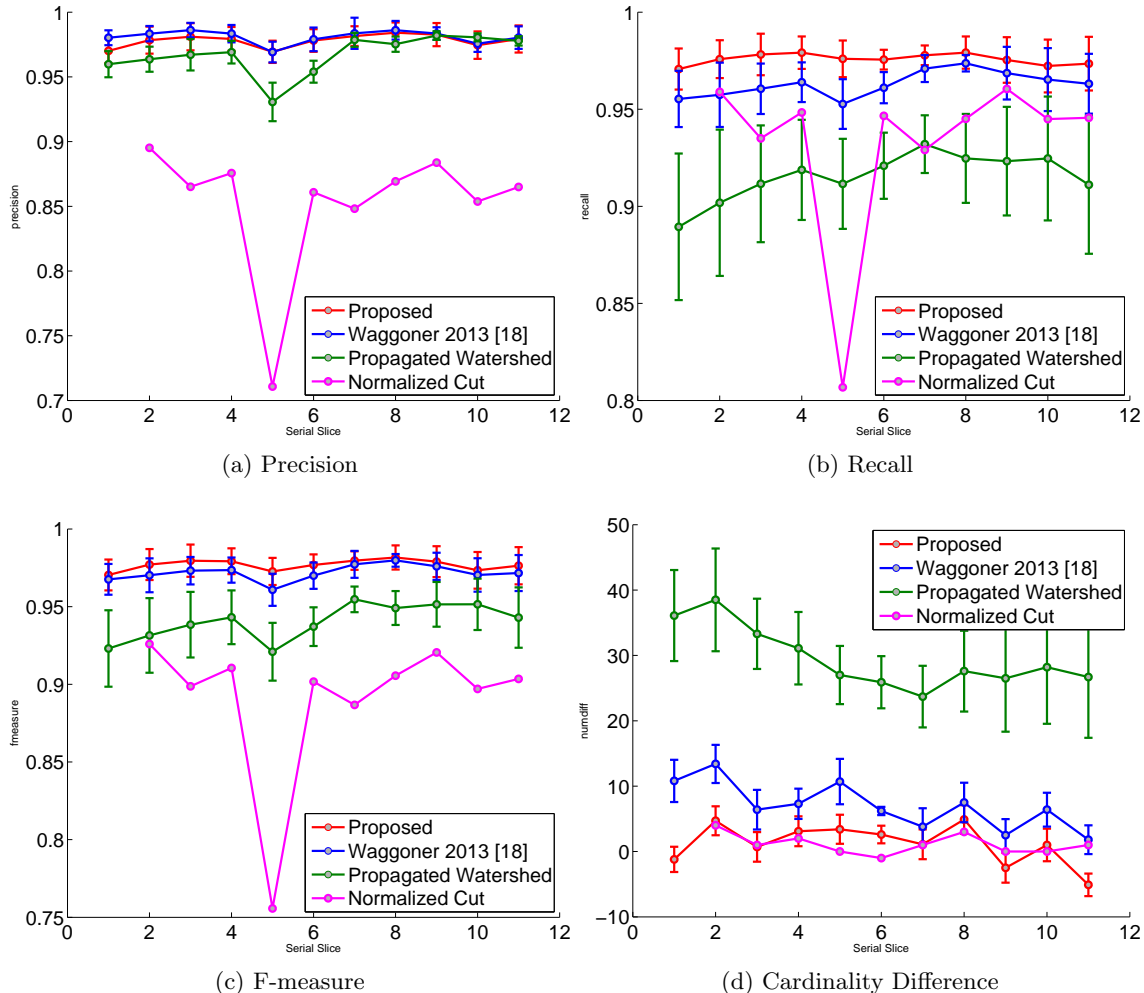 1
0.95
0.9
0.85
0.8
0.75
0.7
precision
0 2 4 6 8 10 12
Serial Slice
Proposed
Waggoner 2013 [18]
Propagated Watershed
Normalized Cut
(a) Precision
1
0.95
0.9
0.85
0.8
recall
0 2 4 6 8 10 12
Serial Slice
Proposed
Waggoner 2013 [18]
Propagated Watershed
Normalized Cut
(b) Recall
1
0.95
0.9
0.85
0.8
0.75
fmeasure
0 2 4 6 8 10 12
Serial Slice
Proposed
Waggoner 2013 [18]
Propagated Watershed
Normalized Cut
(c) F-measure
50
40
30
20
10
0
−10
numdiff
0 2 4 6 8 10 12
Serial Slice
Proposed
Waggoner 2013 [18]
Propagated Watershed
Normalized Cut
(d) Cardinality Difference